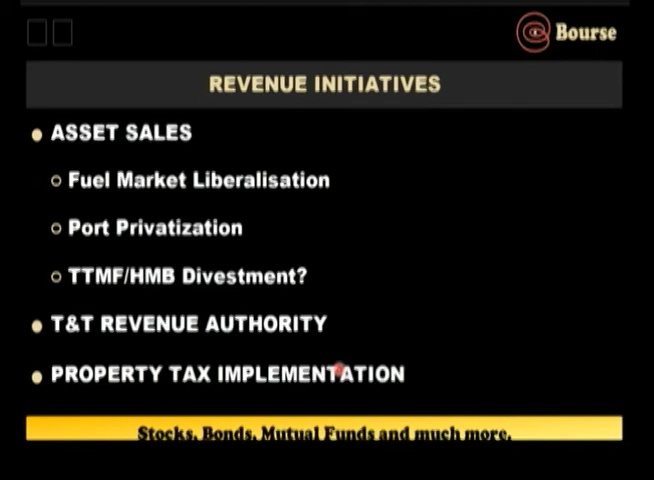 Bourse
REVENUE INITIATIVES
ASSET SALES
Fuel Market Liberalisation
Port Privatization
TTMF/HMB Divestment?
T&T REVENUE AUTHORITY
PROPERTY TAX IMPLEMENTATION
Stocks, Bonds, Mutual Funds and much more.